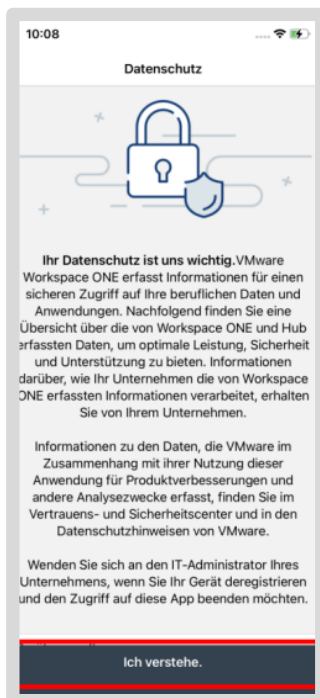 10:08
Datenschutz
Ihr Datenschutz ist uns wichtig.VMware
Workspace ONE erfasst Informationen für einen
sicheren Zugriff auf Ihre beruflichen Daten und
Anwendungen. Nachfolgend finden Sie eine
Übersicht über die von Workspace ONE und Hub
erfassten Daten, um optimale Leistung, Sicherheit
und Unterstützung zu bieten. Informationen
darüber, wie Ihr Unternehmen die von Workspace
ONE erfassten Informationen verarbeitet, erhalten
Sie von Ihrem Unternehmen.
Informationen zu den Daten, die VMware im
Zusammenhang mit ihrer Nutzung dieser
Anwendung für Produktverbesserungen und
andere Analysezwecke erfasst, finden Sie im
Vertrauens- und Sicherheitscenter und in den
Datenschutzhinweisen von VMware.
Wenden Sie sich an den IT-Administrator Ihres
Unternehmens, wenn Sie Ihr Gerät deregistrieren
und den Zugriff auf diese App beenden möchten.
Ich verstehe.